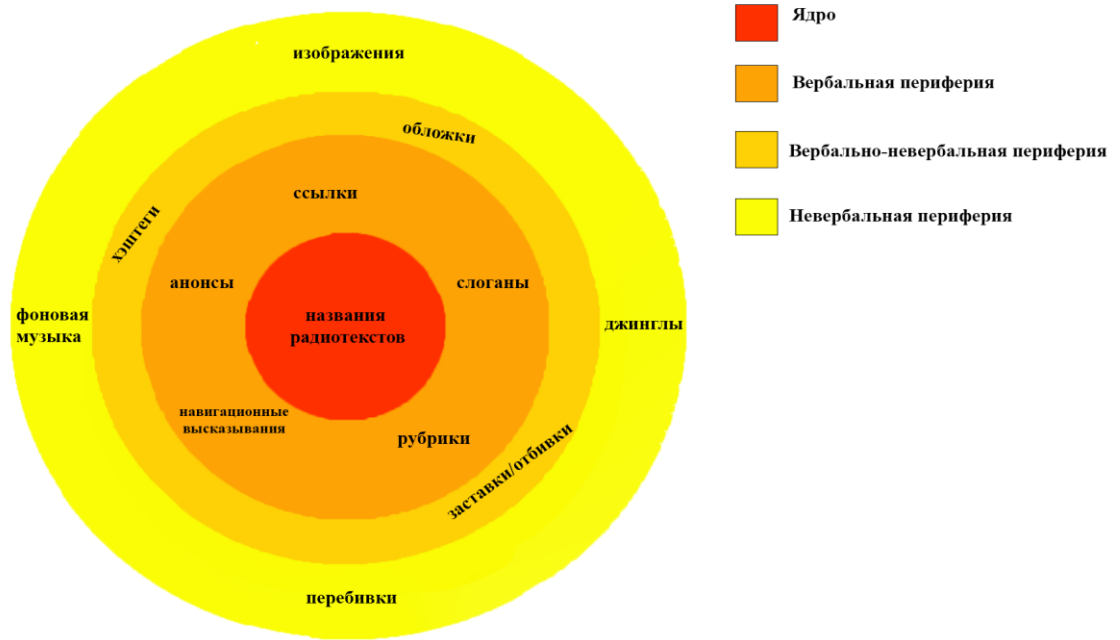 изображения
обложки
ссылки
хэштеги
анонсы
слоганы
фоновая
музыка
названия
радиотекстов
джинглы
навигационные
высказывания
рубрики
заставки/отбивки
перебивки
Ядро
Вербальная периферия
Вербально-невербальная периферия
Невербальная периферия